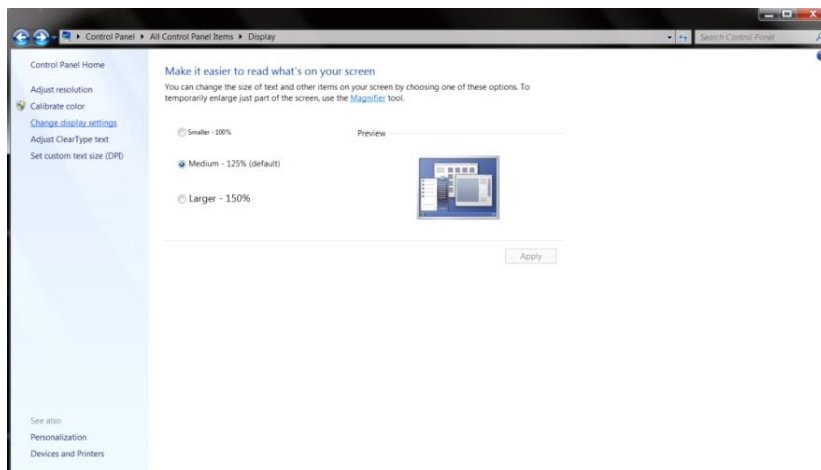 Control Panel ▸ All Control Panel Items ▸ Display
Search Control Panel
Control Panel Home
Adjust resolution
Calibrate color
Change display settings
Adjust ClearType text
Set custom text size (DPI)
Make it easier to read what's on your screen
You can change the size of text and other items on your screen by choosing one of these options. To
temporarily enlarge just part of the screen, use the Magnifier tool.
Smaller - 100%
Preview
Medium - 125% (default)
Larger - 150%
Apply
See also
Personalization
Devices and Printers